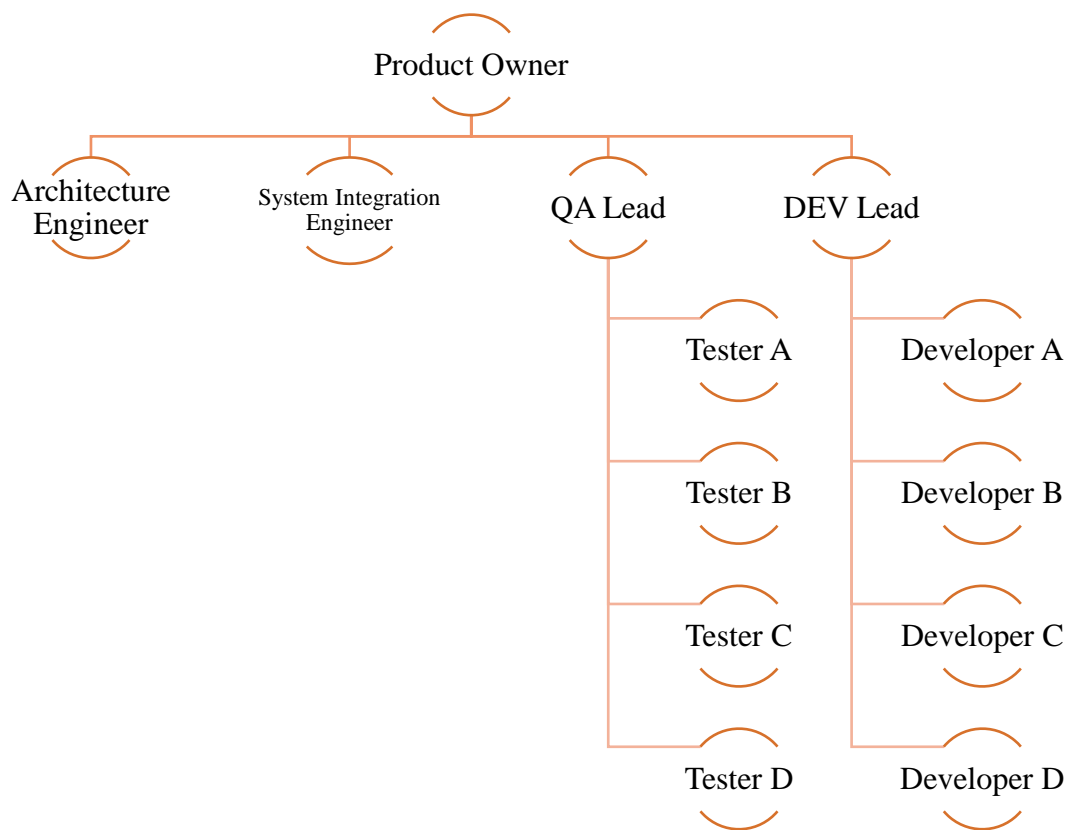 Product Owner
Architecture
Engineer
System Integration
Engineer
QA Lead
DEV Lead
Tester A
Developer A
Tester B
Developer B
Tester C
Developer C
Tester D
Developer D